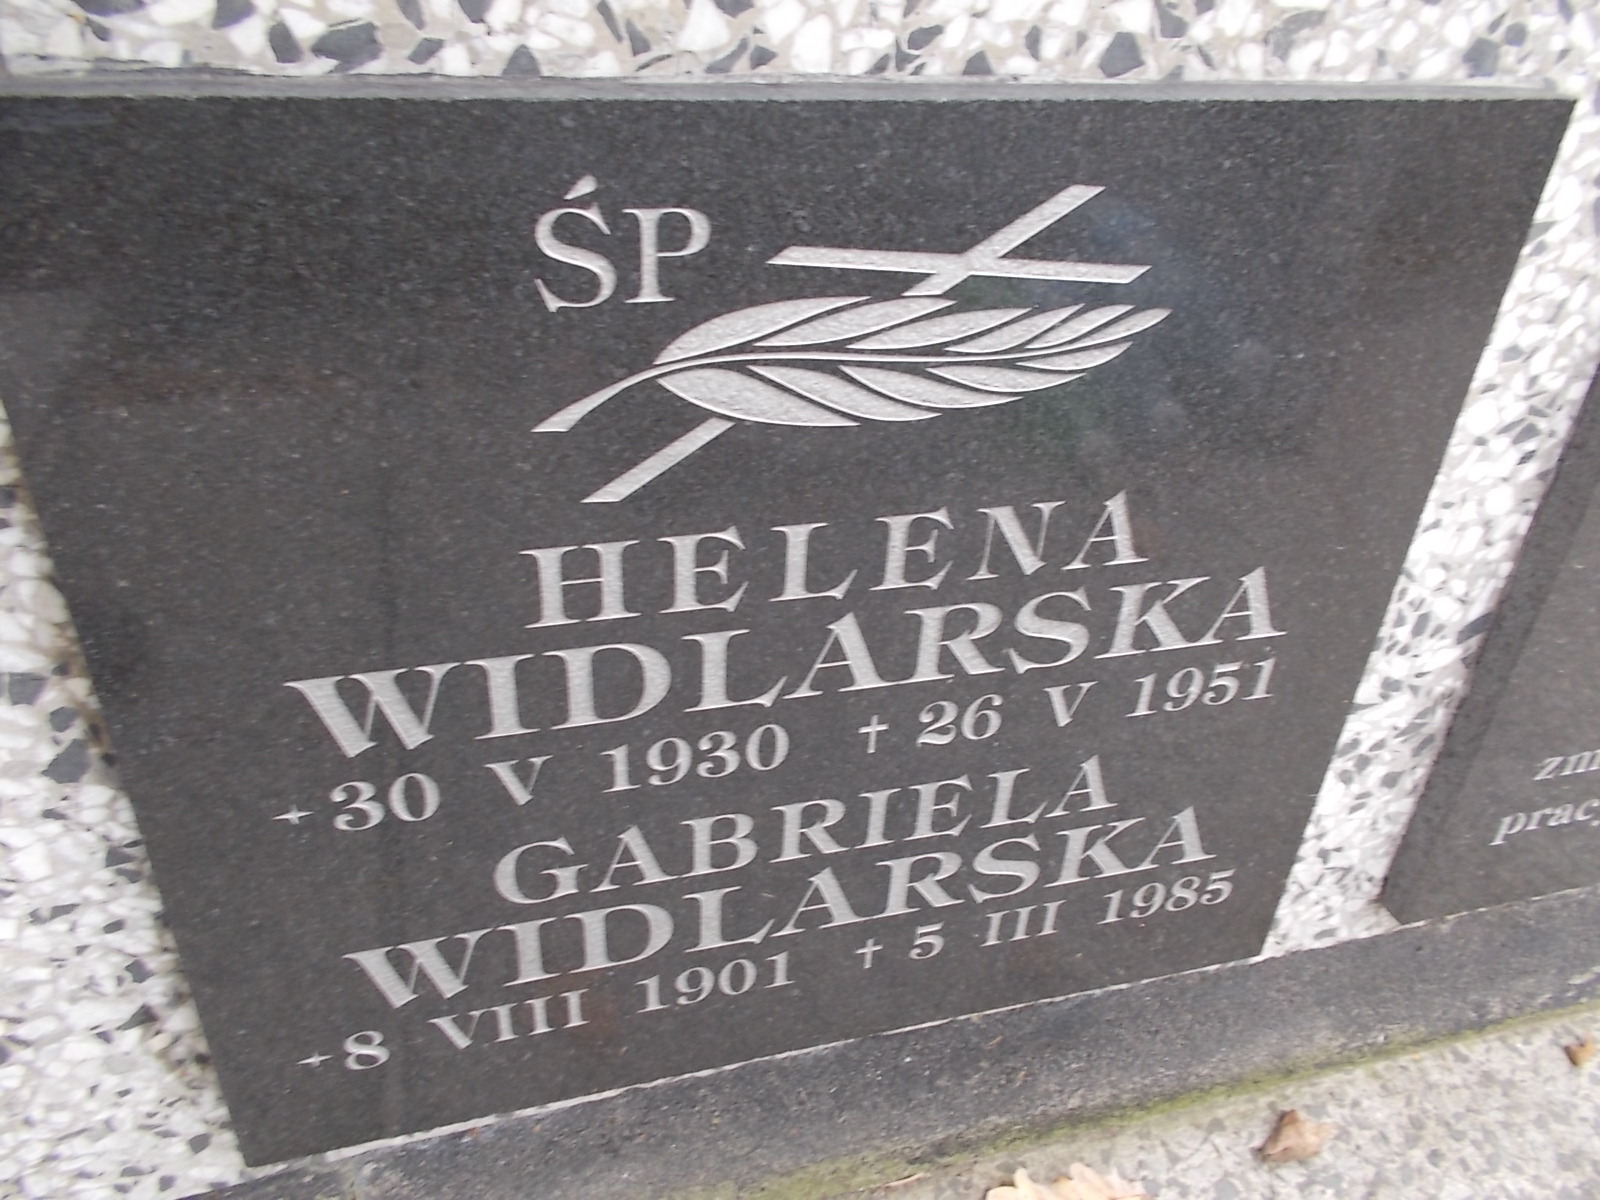 ŚP
HELENA
WIDLARSKA
+30 V 1930 † 26 V 1951
GABRIELA
WIDLARSKA
+8 VIII 1901 † 5 III 1985